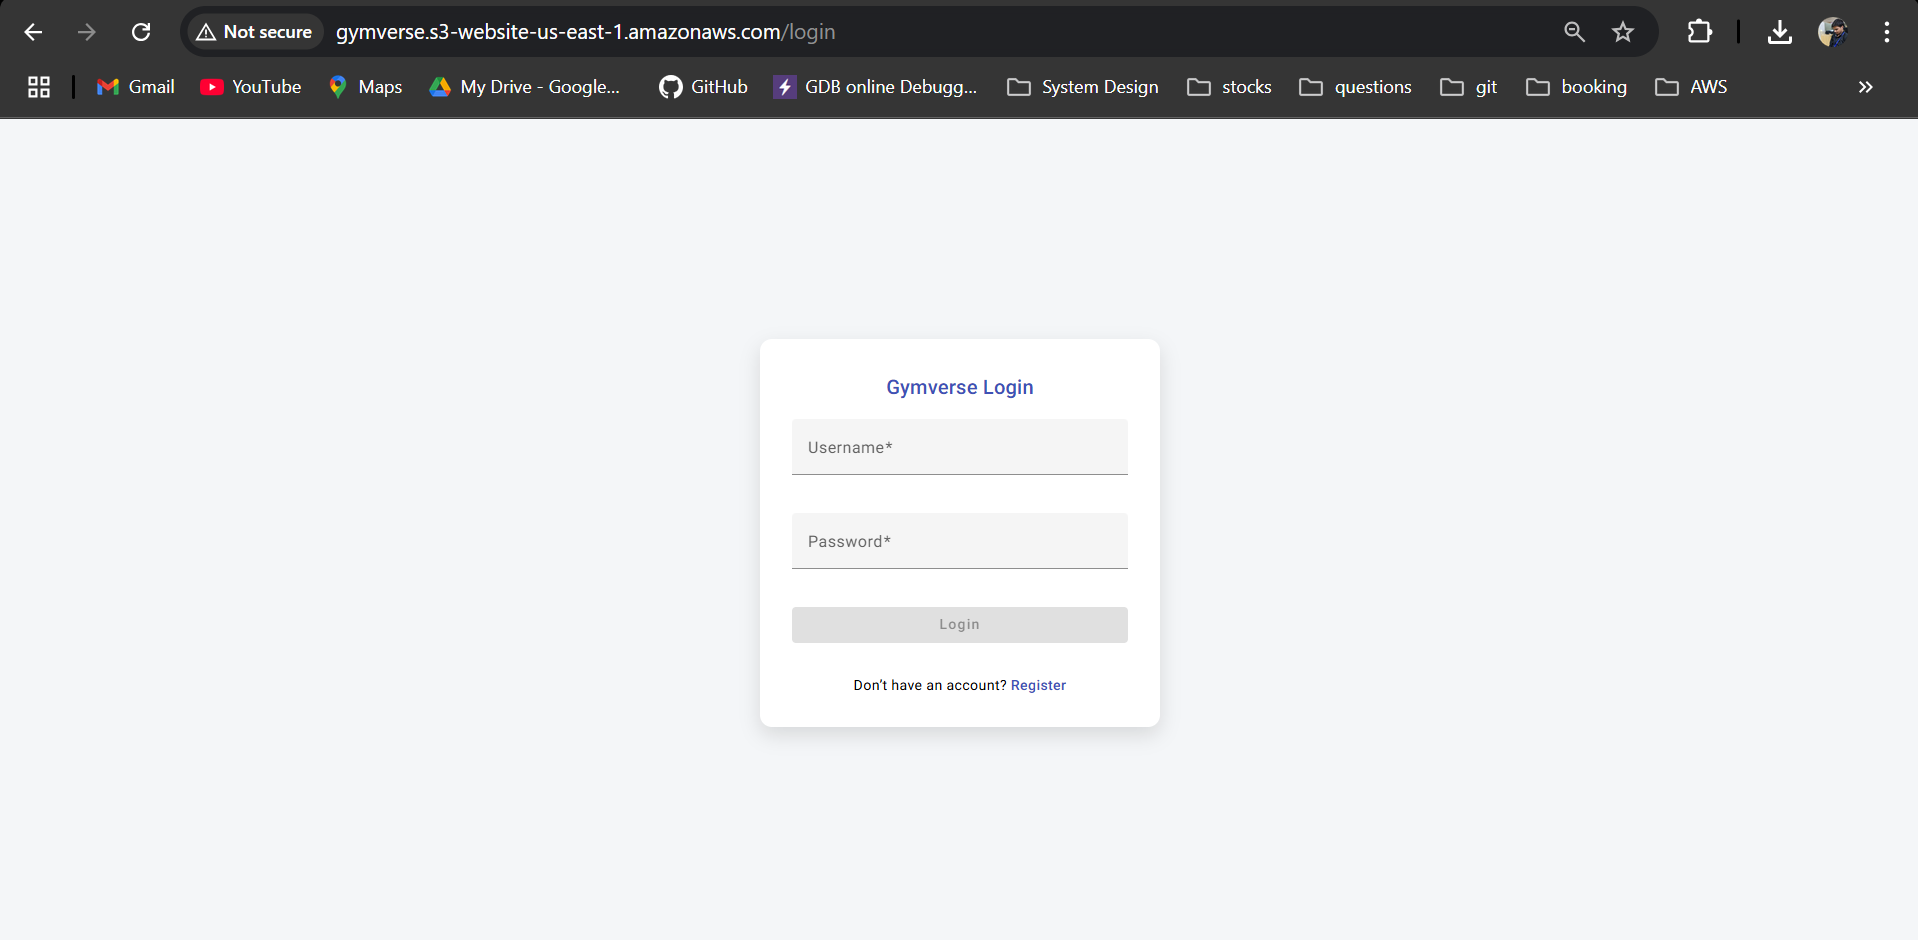 Not secure gymverse.s3-website-us-east-1.amazonaws.com/login
Gmail YouTube Maps My Drive - Google... GitHub GDB online Debugg... System Design stocks questions git booking AWS
Gymverse Login
Username*
Password*
Login
Don’t have an account? Register